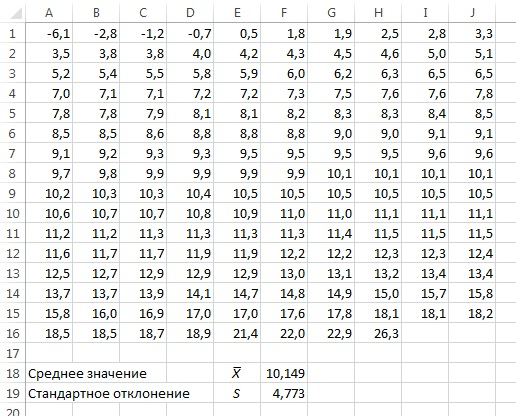 A B C D E F G H I J
1 -6,1 -2,8 -1,2 -0,7 0,5 1,8 1,9 2,5 2,8 3,3
2 3,5 3,8 3,8 4,0 4,2 4,3 4,5 4,6 5,0 5,1
3 5,2 5,4 5,5 5,8 5,9 6,0 6,2 6,3 6,5 6,5
4 7,0 7,1 7,1 7,2 7,2 7,3 7,5 7,6 7,6 7,8
5 7,8 7,8 7,9 8,1 8,1 8,2 8,3 8,3 8,4 8,5
6 8,5 8,5 8,6 8,8 8,8 8,8 9,0 9,0 9,1 9,1
7 9,1 9,2 9,3 9,3 9,5 9,5 9,5 9,5 9,6 9,6
8 9,7 9,8 9,9 9,9 9,9 9,9 10,1 10,1 10,1 10,1
9 10,2 10,3 10,3 10,4 10,5 10,5 10,5 10,5 10,5 10,5
10 10,6 10,7 10,7 10,8 10,9 11,0 11,0 11,1 11,1 11,1
11 11,2 11,2 11,3 11,3 11,3 11,3 11,4 11,5 11,5 11,5
12 11,6 11,7 11,7 11,9 11,9 12,2 12,2 12,3 12,3 12,4
13 12,5 12,7 12,9 12,9 12,9 13,0 13,1 13,2 13,4 13,4
14 13,7 13,7 13,9 14,1 14,7 14,8 14,9 15,0 15,7 15,8
15 15,8 16,0 16,9 17,0 17,0 17,6 17,8 18,1 18,1 18,2
16 18,5 18,5 18,7 18,9 21,4 22,0 22,9 26,3
17
18 Среднее значение X̅ 10,149
19 Стандартное отклонение S 4,773
20